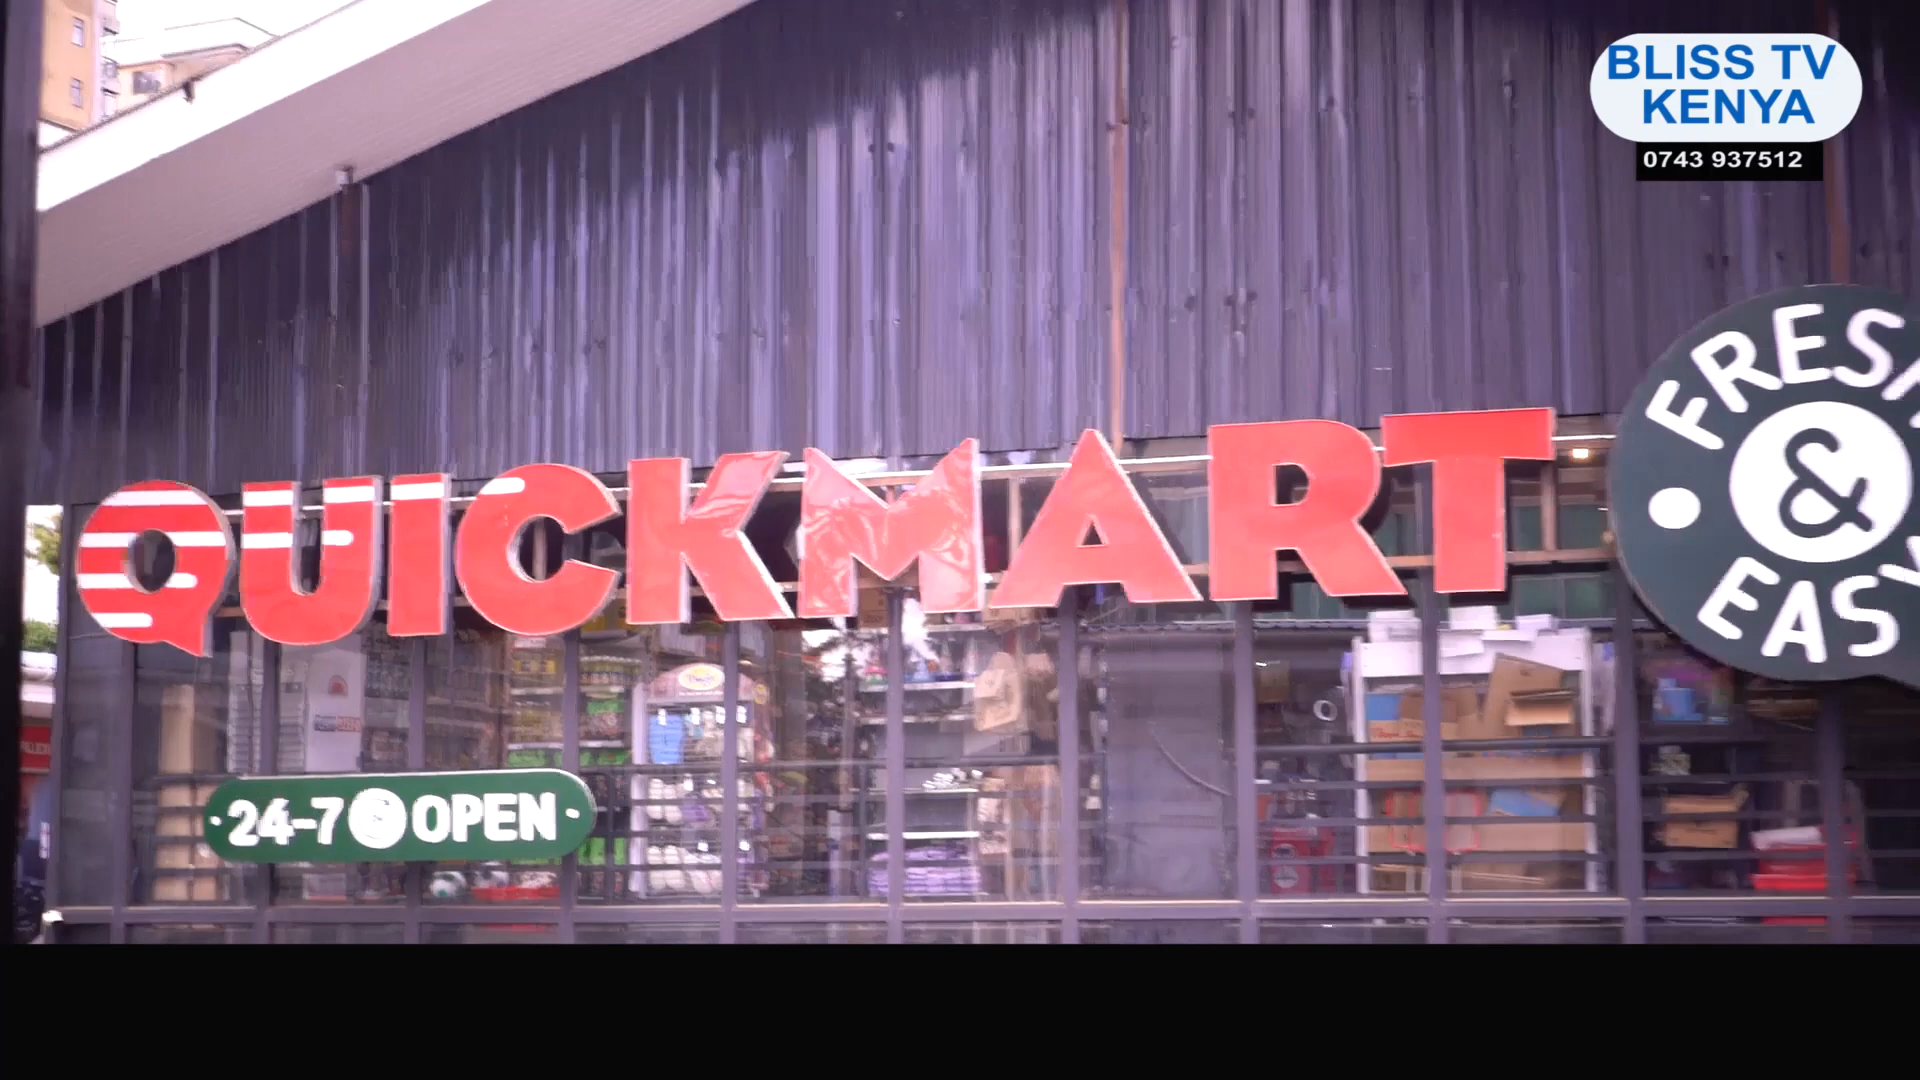 BLISS TV
KENYA
0743 937512
QUICKMART
FRESH
&
EASY
24-7 OPEN